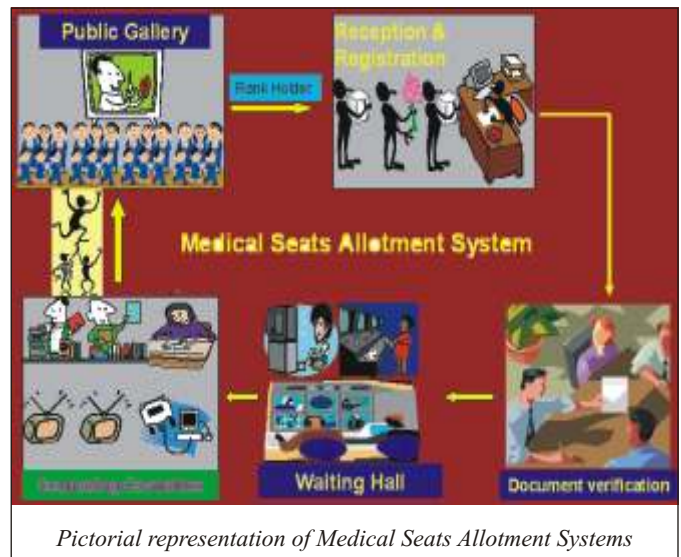 Public Gallery
Reception &
Registration
Rank Holder
Medical Seats Allotment System
Waiting Hall
Document verification
Pictorial representation of Medical Seats Allotment Systems